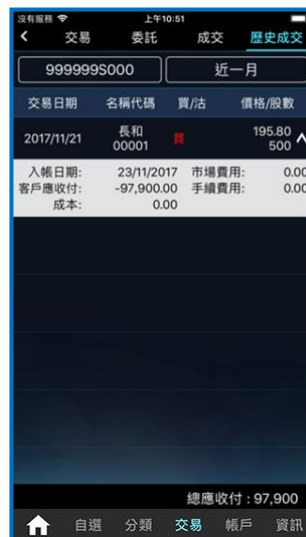 沒有服務 上午10:51
交易 委託 成交 歷史成交
999999S000 近一月
交易日期 名稱代碼 買/沽 價格/股數
2017/11/21 長和 00001 買 195.80 500
入帳日期: 23/11/2017 市場費用: 0.00
客戶應收付: -97,900.00 手續費用: 0.00
成本: 0.00
總應收付：97,900
自選 分類 交易 帳戶 資訊